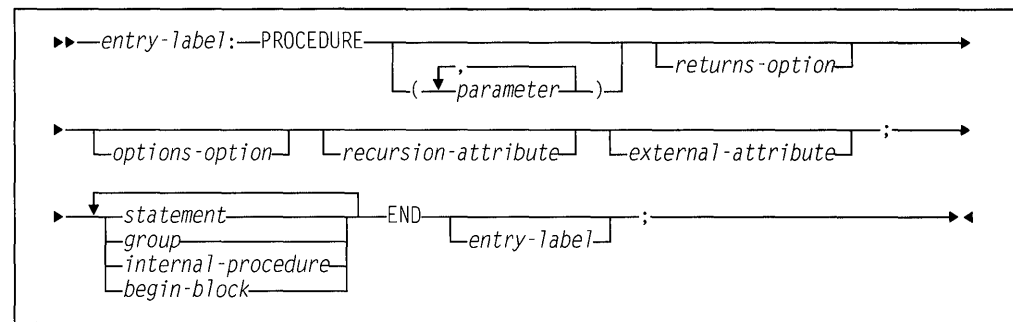 entry-label: PROCEDURE
,
( parameter )
returns-option
;
options-option recursion-attribute external-attribute
statement END ;
group entry-label
internal-procedure
begin-block